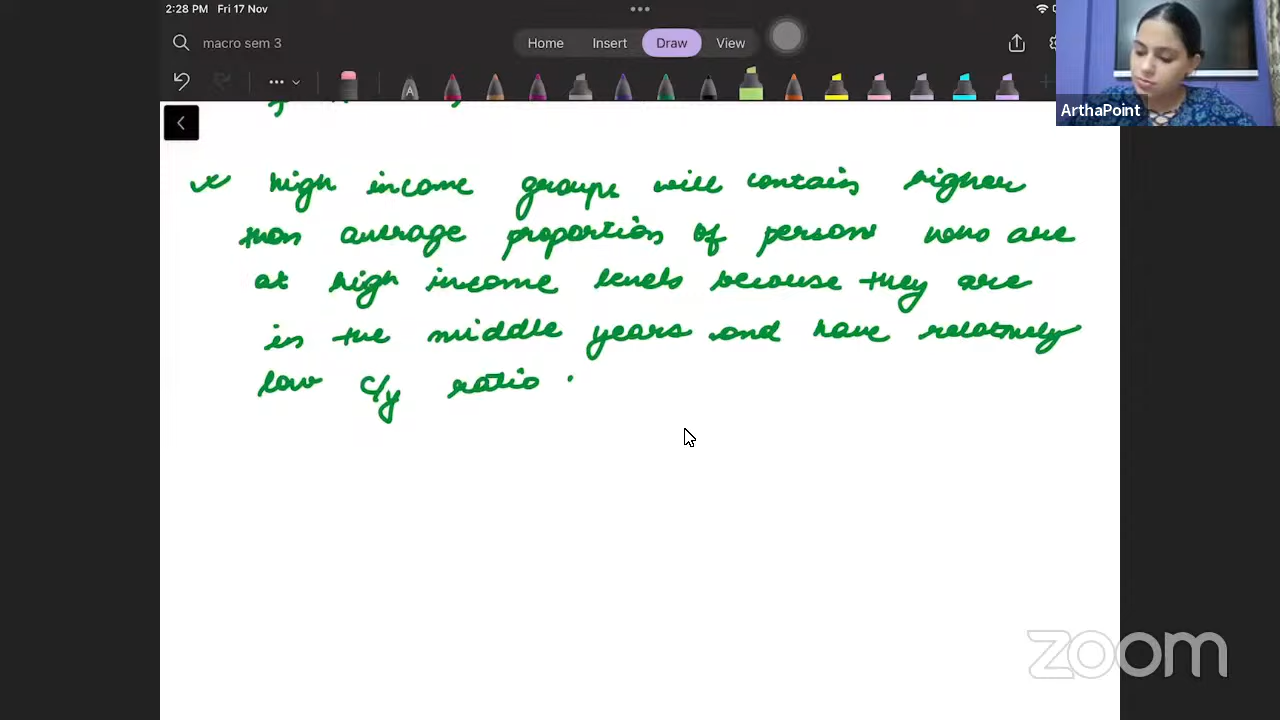 2:28 PM Fri 17 Nov
macro sem 3
Home Insert Draw View
A
ArthaPoint
high income groups will contain higher
than average proportion of persons who are
at high income levels because they are
in the middle years and have relatively
low c/y ratio.
zoom